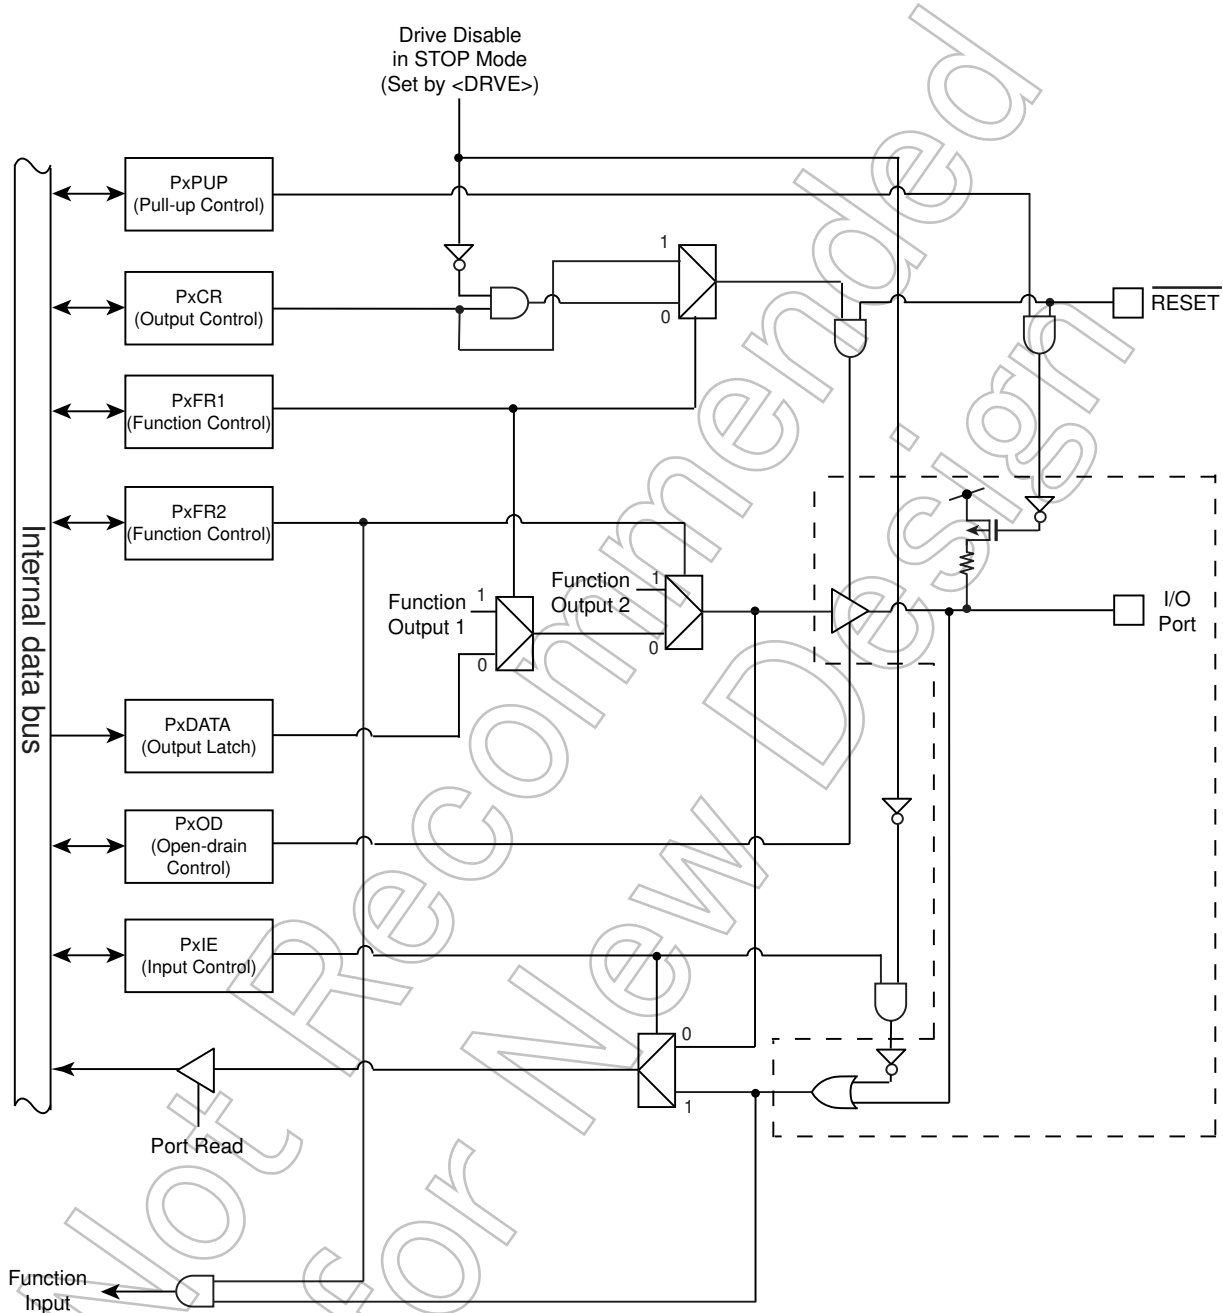 Drive Disable
in STOP Mode
(Set by <DRVE>)
PxPUP
(Pull-up Control)
1
PxCR
(Output Control)
0
RESET
PxFR1
(Function Control)
PxFR2
(Function Control)
Internal data bus
Function
Output 1
1
0
Function
Output 2
1
0
I/O
Port
PxDATA
(Output Latch)
PxOD
(Open-drain
Control)
PxIE
(Input Control)
0
1
Port Read
Function
Input
Not Recommended
for New Design